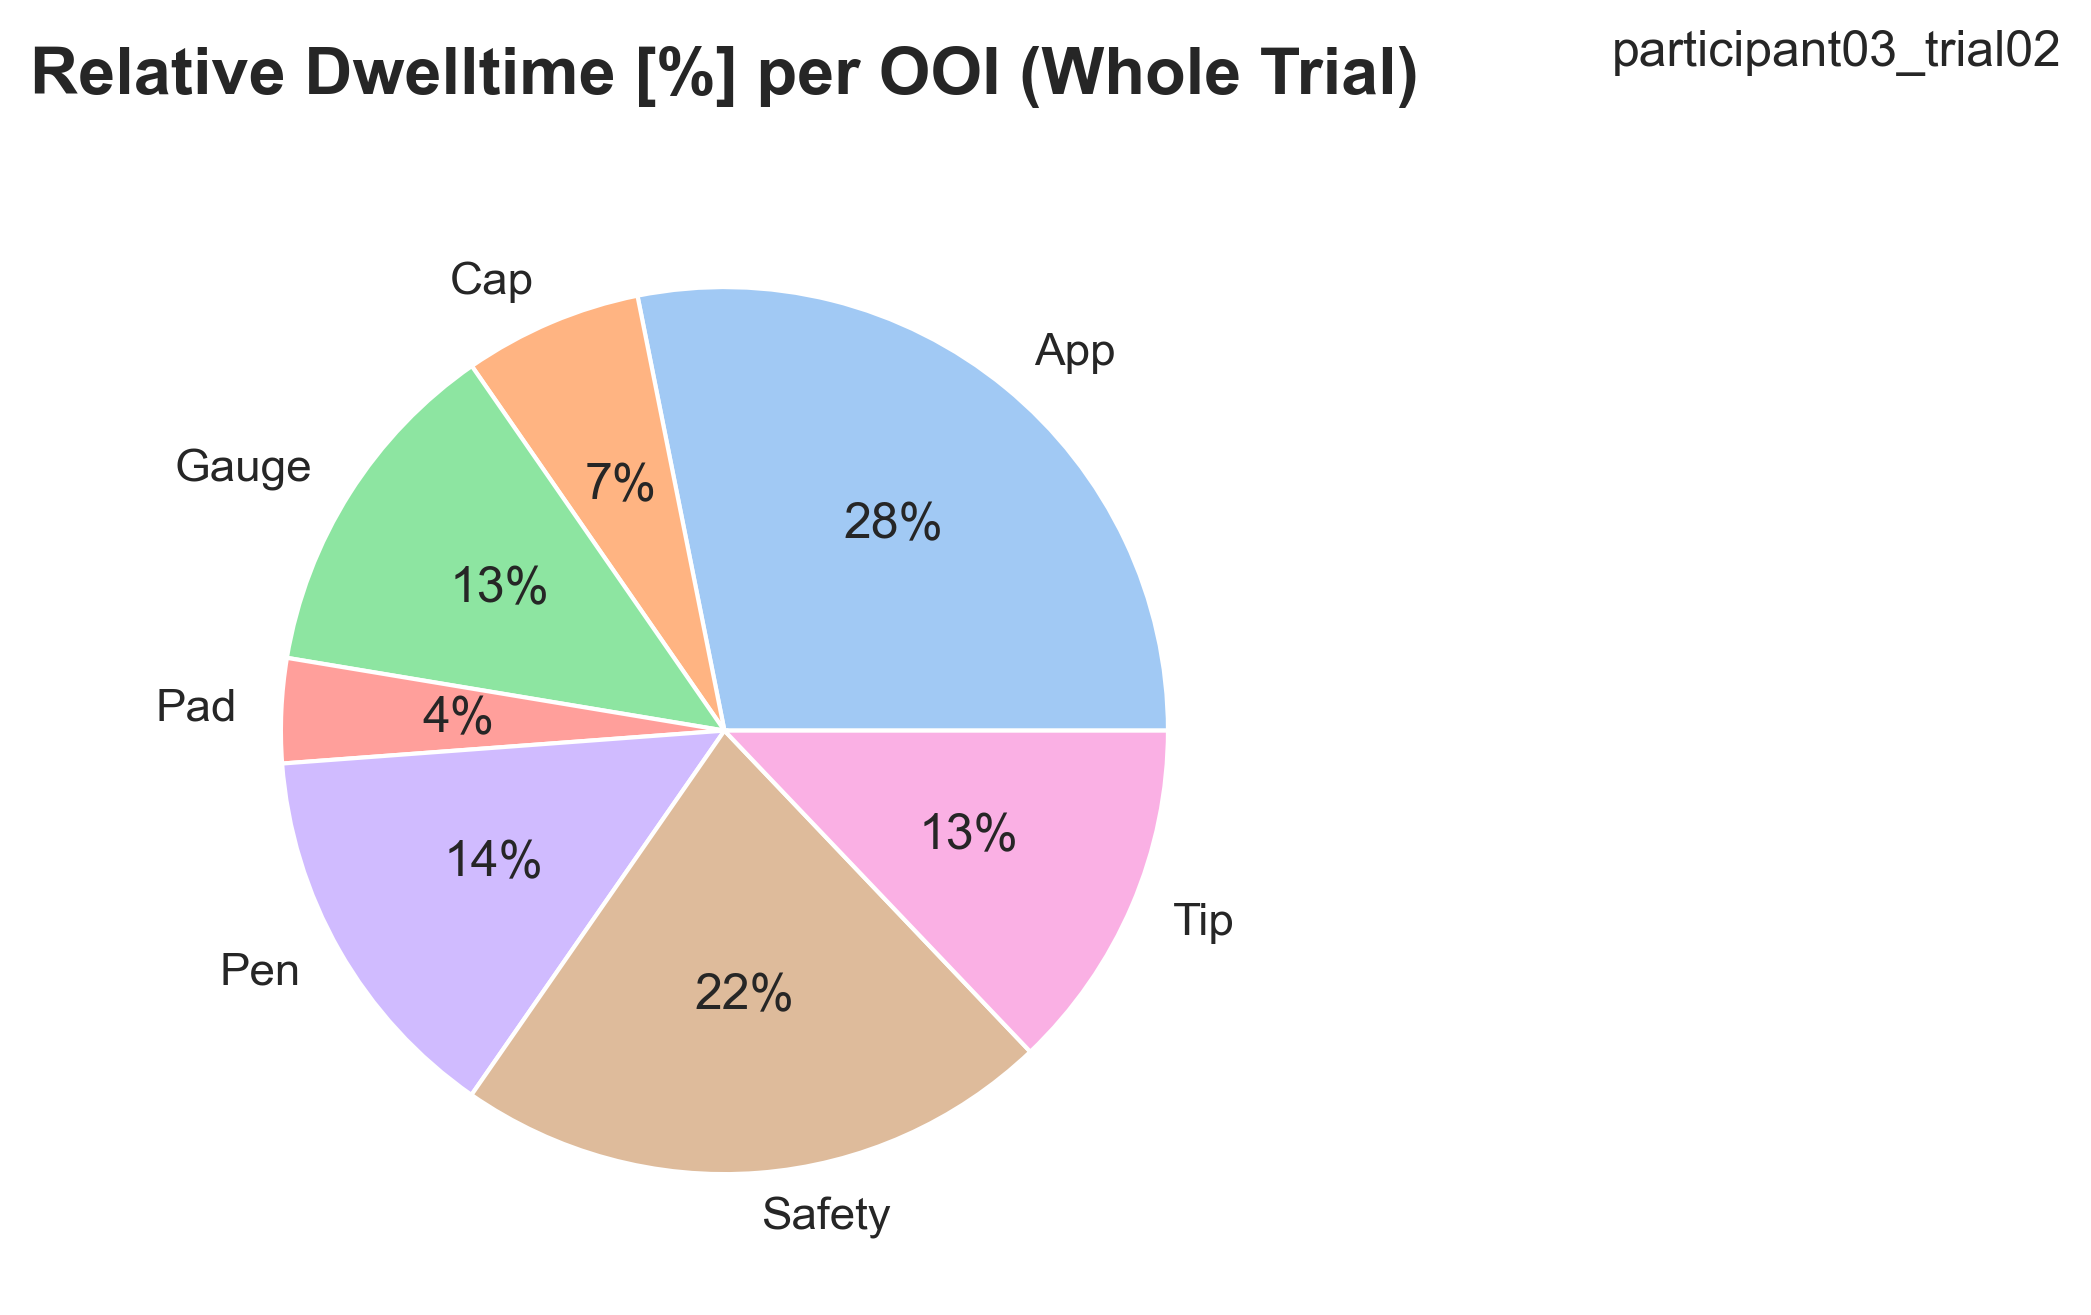 Relative Dwelltime [%] per OOI (Whole Trial)
participant03_trial02
Cap
App
Gauge
7%
28%
13%
Pad
4%
14%
13%
Pen
Tip
22%
Safety